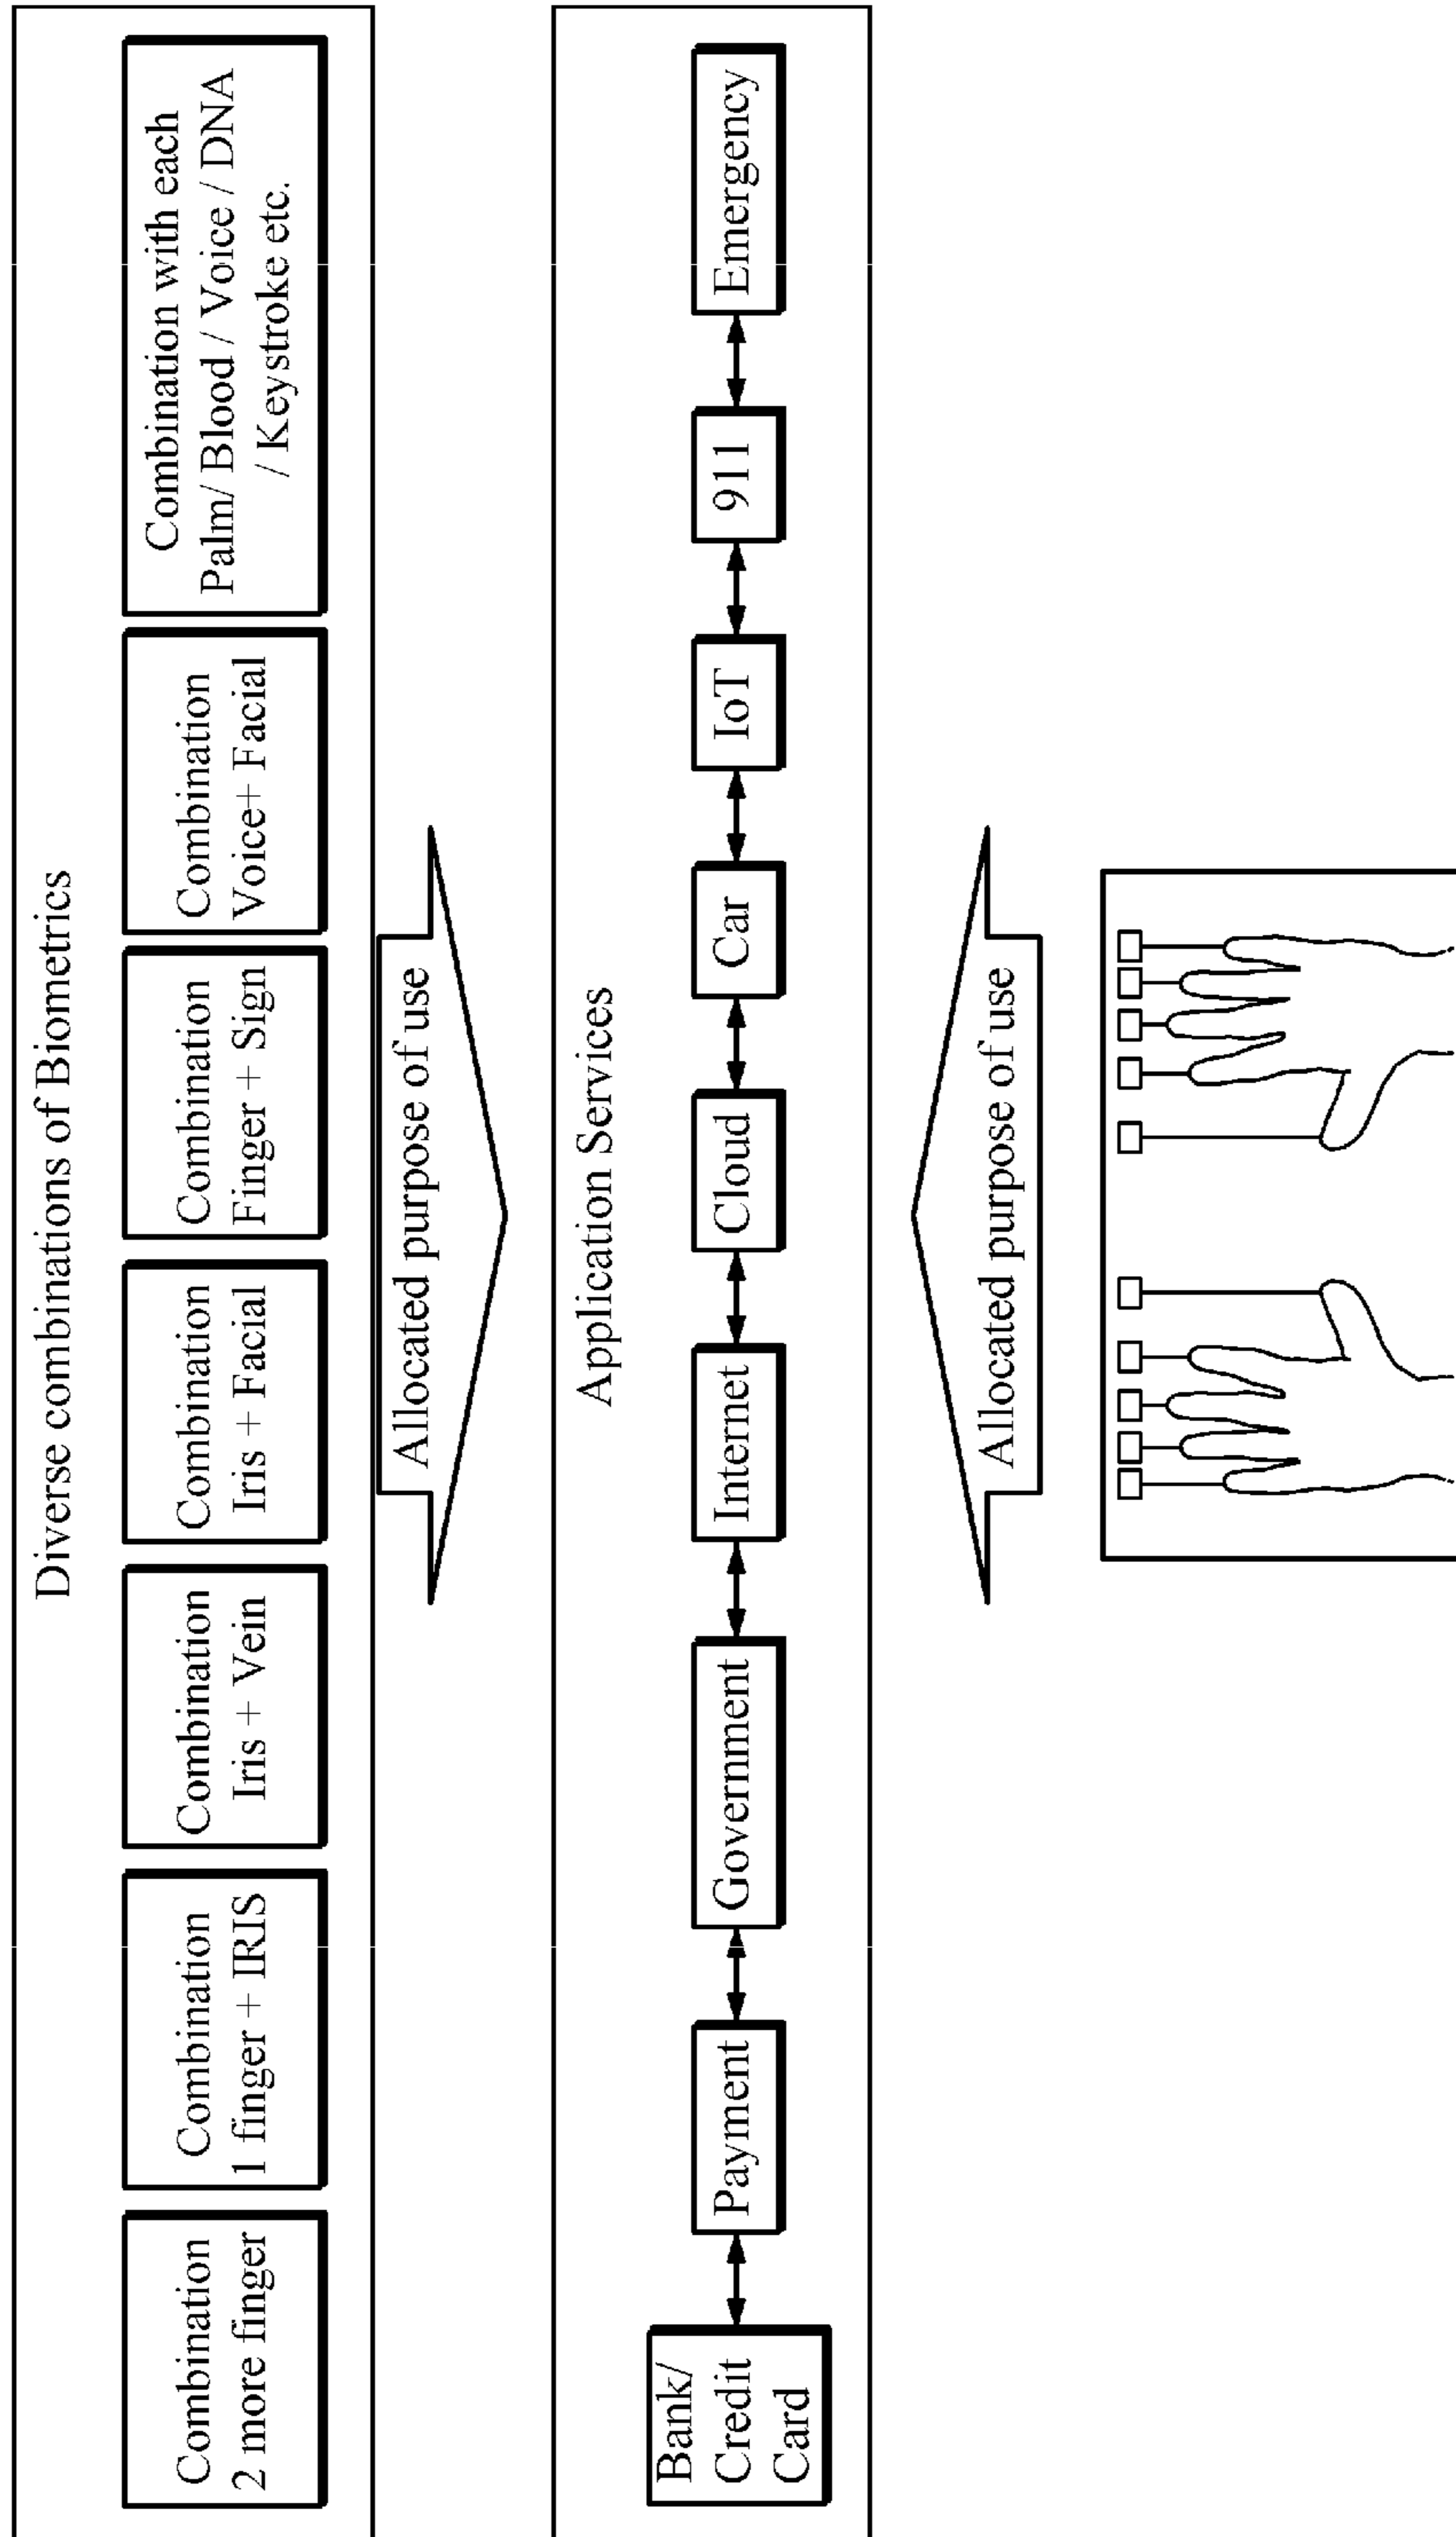 Diverse combinations of Biometrics
Combination
2 more finger
Combination
1 finger + IRIS
Combination
Iris + Vein
Combination
Iris + Facial
Combination
Finger + Sign
Combination
Voice+ Facial
Combination with each
Palm/ Blood / Voice / DNA
/ Keystroke etc.
Allocated purpose of use
Application Services
Bank/
Credit
Card
Payment
Government
Internet
Cloud
Car
IoT
911
Emergency
Allocated purpose of use